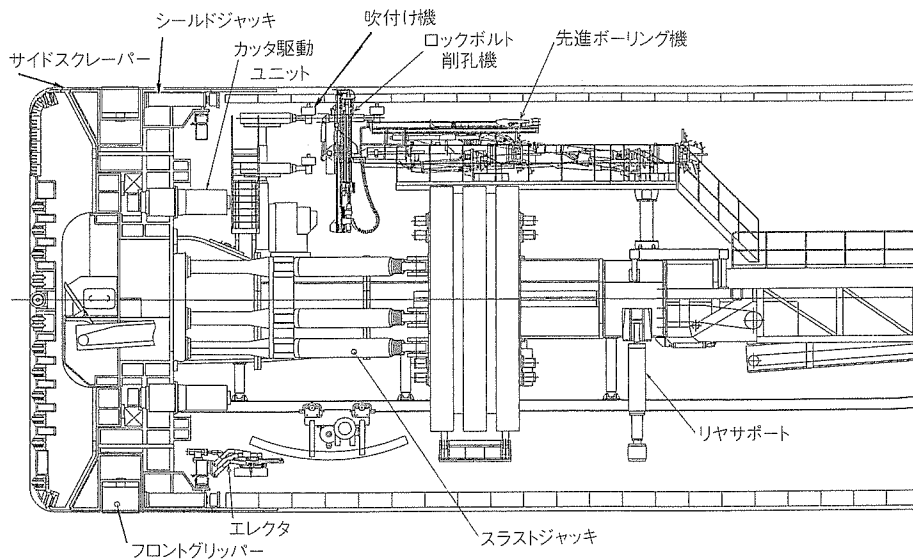 シールドジャッキ
吹付け機
カッタ駆動
ユニット
ロックボルト
削孔機
先進ボーリング機
サイドスクレーパー
リヤサポート
エレクタ
スラストジャッキ
フロントグリッパー